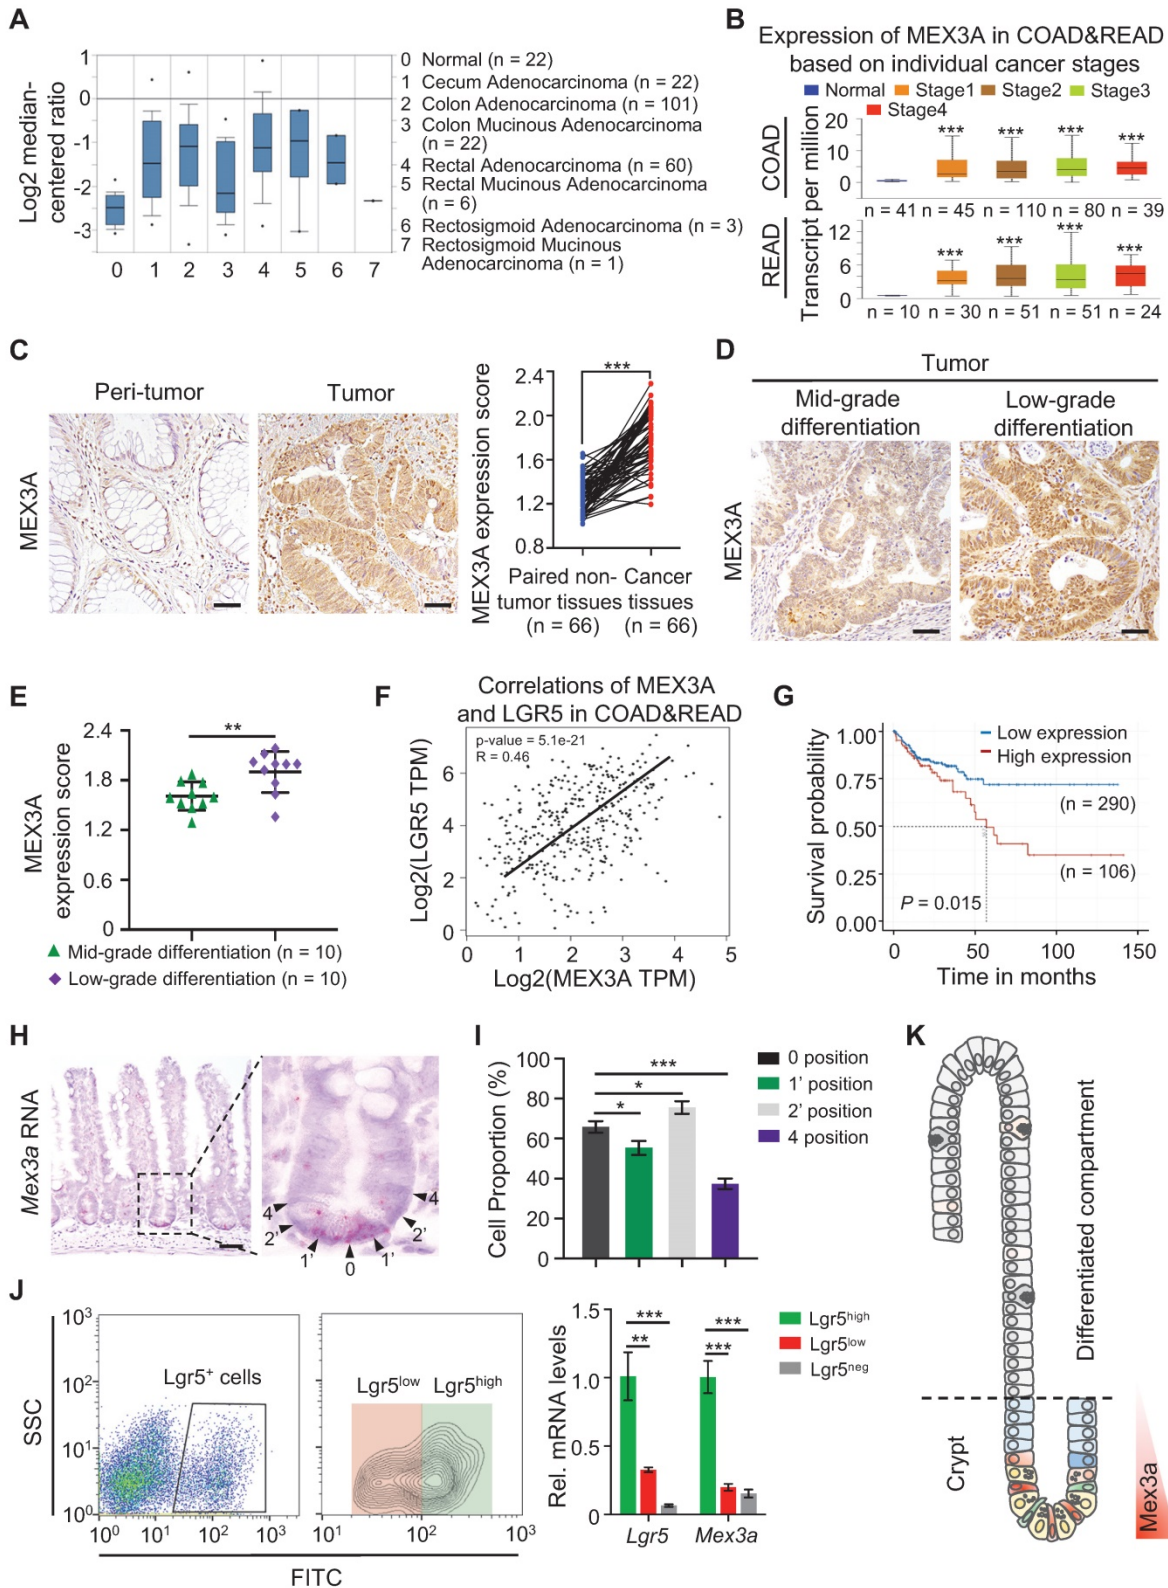 A
Log2 median-
centered ratio
1
0
-1
-2
-3
0 1 2 3 4 5 6 7
0 Normal (n = 22)
1 Cecum Adenocarcinoma (n = 22)
2 Colon Adenocarcinoma (n = 101)
3 Colon Mucinous Adenocarcinoma
(n = 22)
4 Rectal Adenocarcinoma (n = 60)
5 Rectal Mucinous Adenocarcinoma
(n = 6)
6 Rectosigmoid Adenocarcinoma (n = 3)
7 Rectosigmoid Mucinous
Adenocarcinoma (n = 1)
B
Expression of MEX3A in COAD&READ
based on individual cancer stages
Normal Stage1 Stage2 Stage3
Stage4
COAD
READ
Transcript per million
20
10
0
*** *** *** ***
n = 41 n = 45 n = 110 n = 80 n = 39
12
6
0
*** *** *** ***
n = 10 n = 30 n = 51 n = 51 n = 24
C
Peri-tumor
Tumor
MEX3A
MEX3A expression score
2.4
2.0
1.6
1.2
0.8
***
Paired non- Cancer
tumor tissues tissues
(n = 66) (n = 66)
D
Tumor
Mid-grade
differentiation
Low-grade
differentiation
MEX3A
E
MEX3A
expression score
2.4
1.8
1.2
0.6
0
**
Mid-grade differentiation (n = 10)
Low-grade differentiation (n = 10)
F
Correlations of MEX3A
and LGR5 in COAD&READ
p-value = 5.1e-21
R = 0.46
Log2(LGR5 TPM)
6
4
2
0
0 1 2 3 4 5
Log2(MEX3A TPM)
G
Survival probability
1.00
0.75
0.50
0.25
0.00
Low expression
High expression
(n = 290)
(n = 106)
P = 0.015
0 50 100 150
Time in months
H
Mex3a RNA
4
2'
1'
0
1'
2'
4
I
Cell Proportion (%)
100
80
60
40
20
0
***
*
*
0 position
1' position
2' position
4 position
J
SSC
10³
10²
10¹
10⁰
Lgr5⁺ cells
10⁰ 10¹ 10² 10³
Lgr5ˡᵒʷ Lgr5ʰⁱᵍʰ
10¹ 10² 10³
FITC
Rel. mRNA levels
1.5
1.0
0.5
0
***
**
***
***
Lgr5 Mex3a
Lgr5ʰⁱᵍʰ
Lgr5ˡᵒʷ
Lgr5ⁿᵉᵍ
K
Differentiated compartment
Crypt
Mex3a